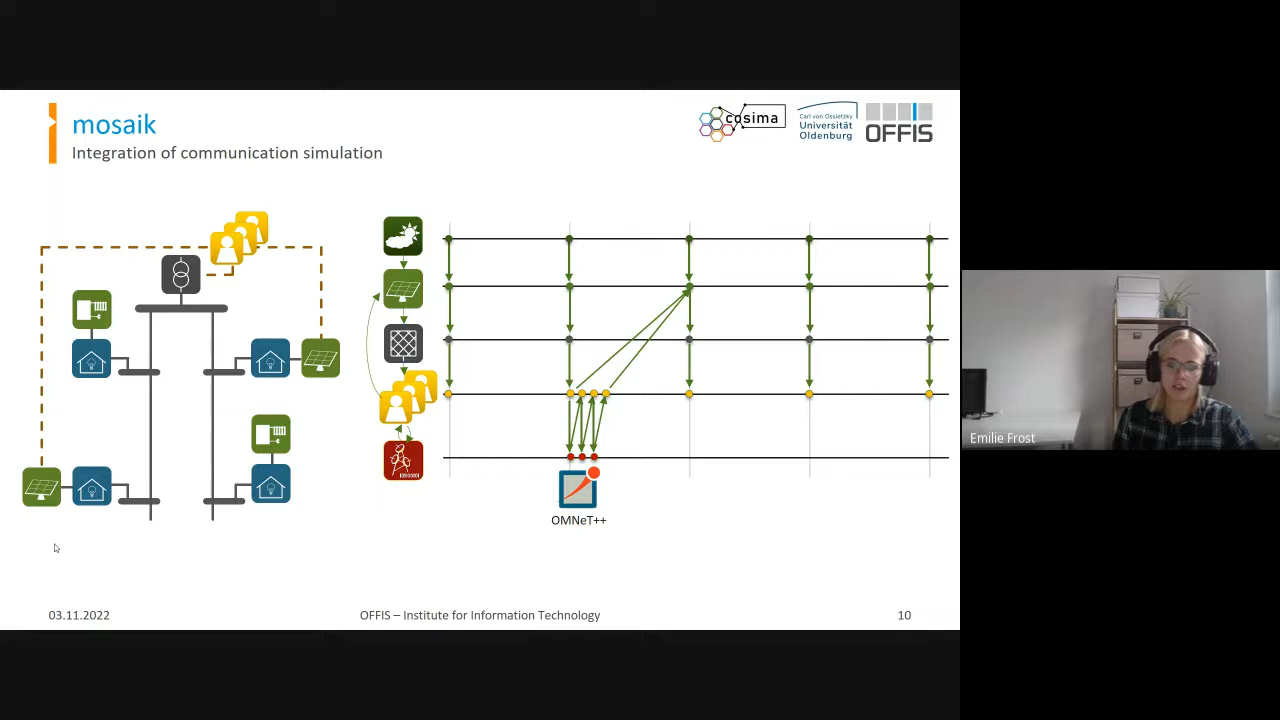 mosaik
Integration of communication simulation
cosima
Carl von Ossietzky
Universität
Oldenburg
OFFIS
OMNeT++
Emilie Frost
03.11.2022
OFFIS – Institute for Information Technology
10